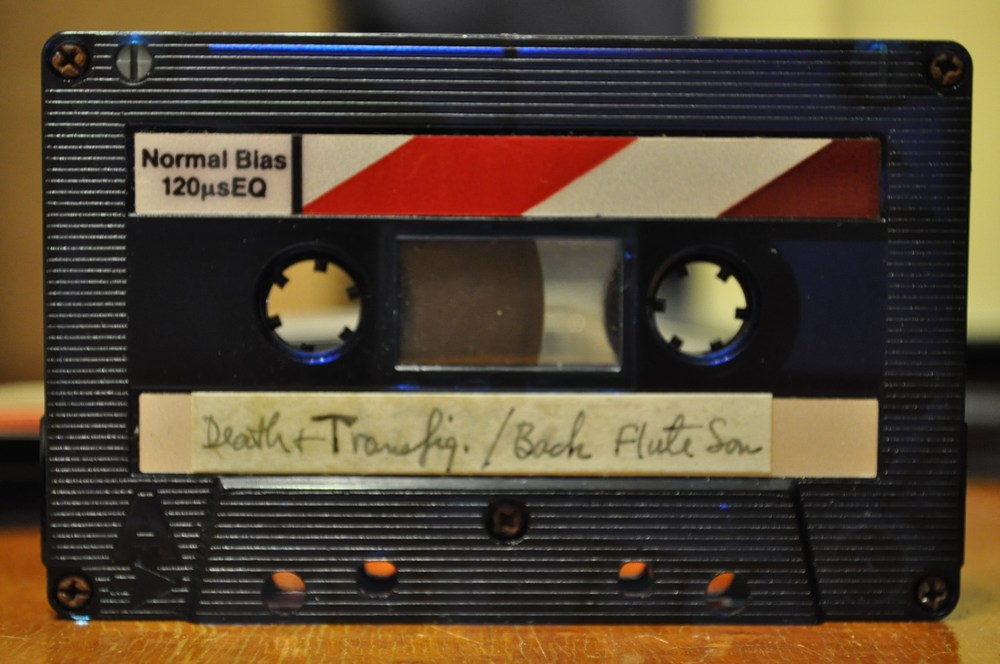 Normal Bias
120µsEQ
Death + Transfig. / Bach Flute Son
A